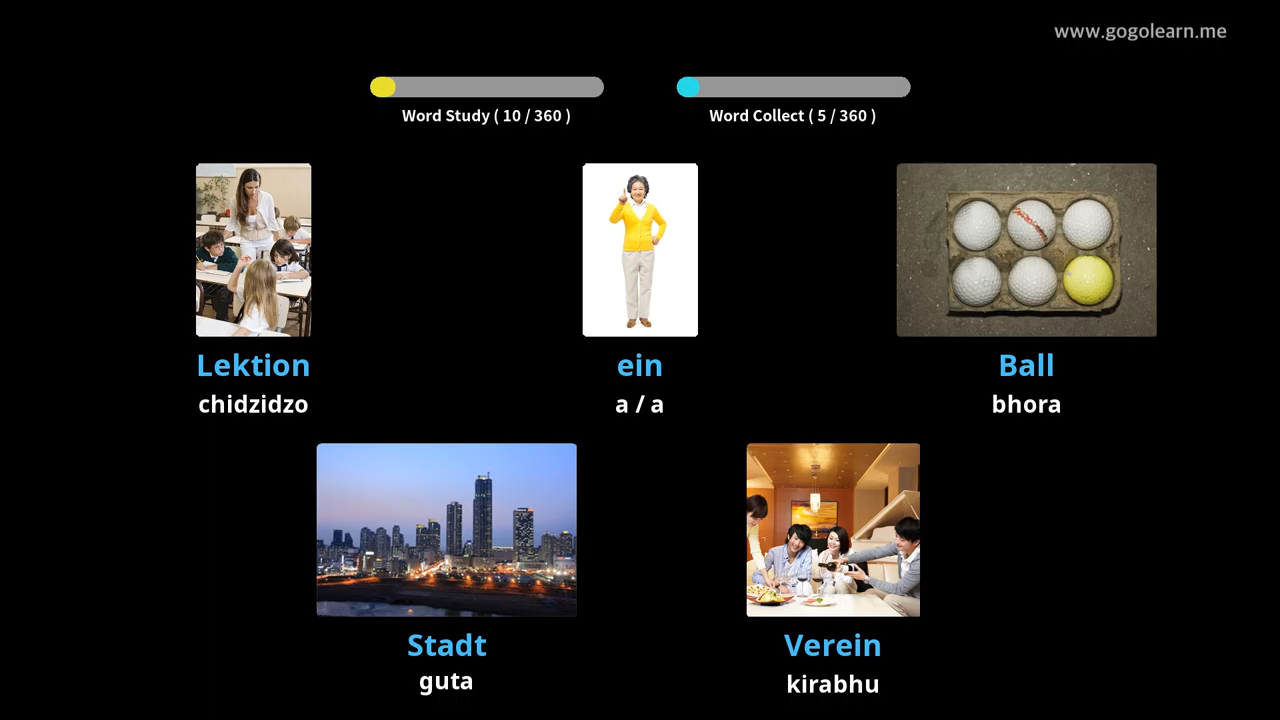 www.gogolearn.me
Word Study ( 10 / 360 )
Word Collect ( 5 / 360 )
Lektion
chidzidzo
ein
a / a
Ball
bhora
Stadt
guta
Verein
kirabhu